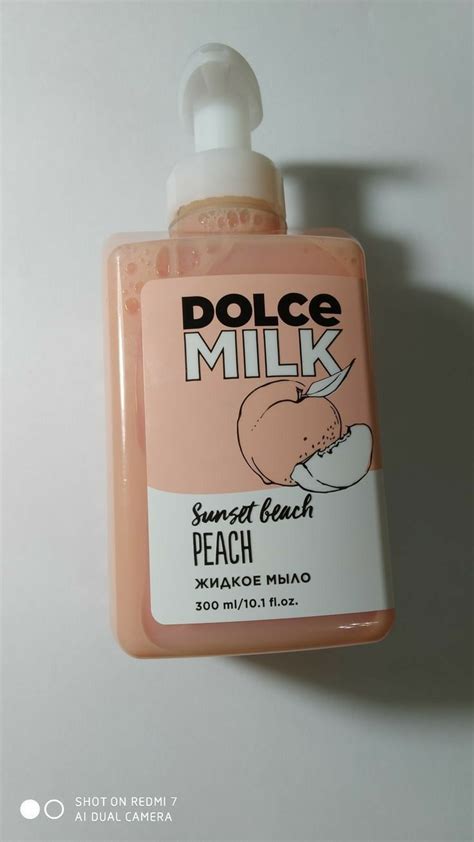 DOLCE
MILK
Sunset beach
PEACH
ЖИДКОЕ МЫЛО
300 ml/10.1 fl.oz.
SHOT ON REDMI 7
AI DUAL CAMERA